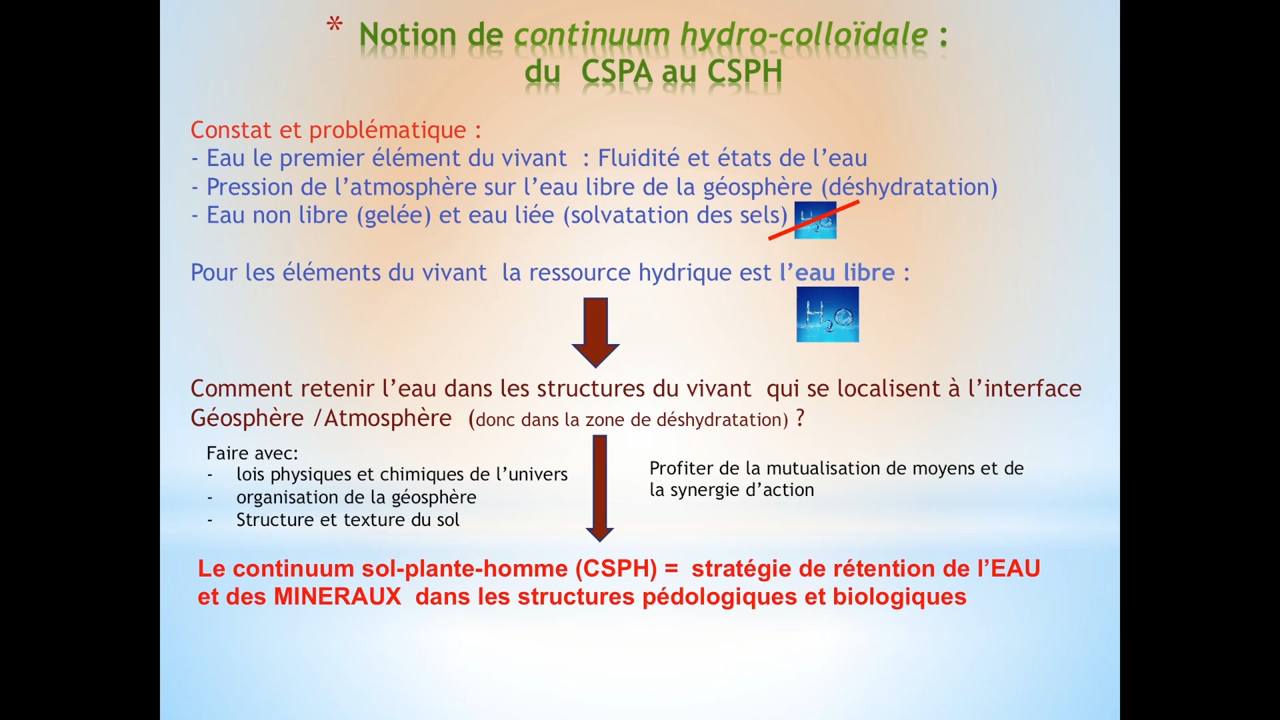 * Notion de continuum hydro-colloïdale :
du CSPA au CSPH
Constat et problématique :
- Eau le premier élément du vivant : Fluidité et états de l’eau
- Pression de l’atmosphère sur l’eau libre de la géosphère (déshydratation)
- Eau non libre (gelée) et eau liée (solvatation des sels)
H2O
Pour les éléments du vivant la ressource hydrique est l’eau libre :
H2O
Comment retenir l’eau dans les structures du vivant qui se localisent à l’interface
Géosphère /Atmosphère (donc dans la zone de déshydratation) ?
Faire avec:
- lois physiques et chimiques de l’univers
- organisation de la géosphère
- Structure et texture du sol
Profiter de la mutualisation de moyens et de
la synergie d’action
Le continuum sol-plante-homme (CSPH) = stratégie de rétention de l’EAU
et des MINERAUX dans les structures pédologiques et biologiques